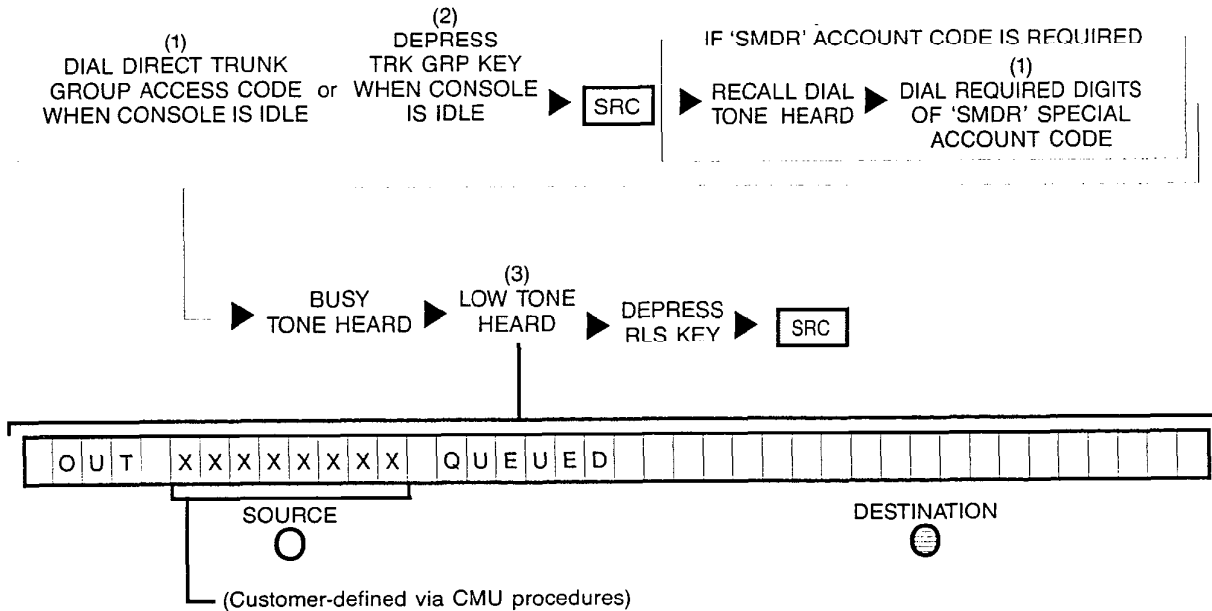 (1)
DIAL DIRECT TRUNK
GROUP ACCESS CODE
WHEN CONSOLE IS IDLE
or
(2)
DEPRESS
TRK GRP KEY
WHEN CONSOLE
IS IDLE
SRC
IF 'SMDR' ACCOUNT CODE IS REQUIRED
RECALL DIAL
TONE HEARD
(1)
DIAL REQUIRED DIGITS
OF 'SMDR' SPECIAL
ACCOUNT CODE
BUSY
TONE HEARD
(3)
LOW TONE
HEARD
DEPRESS
RLS KEY
SRC
OUT XXXXXXXX QUEUED
SOURCE
DESTINATION
(Customer-defined via CMU procedures)